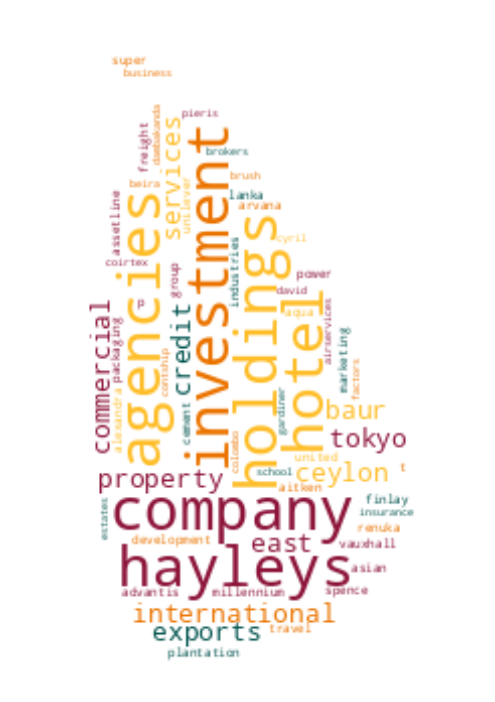 super
business
pieris
dambakanda
freight
services
investment
brokers
beira
unilever
brush
assetline
agencies
lanka
arvana
holdings
cyril
coirtex
group
industries
power
david
hotel
p
aqua
airservices
commercial
packaging
credit
marketing
contship
factors
alexandra
cement
gardiner
baur
colombo
tokyo
united
property
school
ceylon
t
aitken
estates
company
finlay
insurance
renuka
development
east
vauxhall
hayleys
asian
advantis
millennium
spence
international
exports
travel
plantation